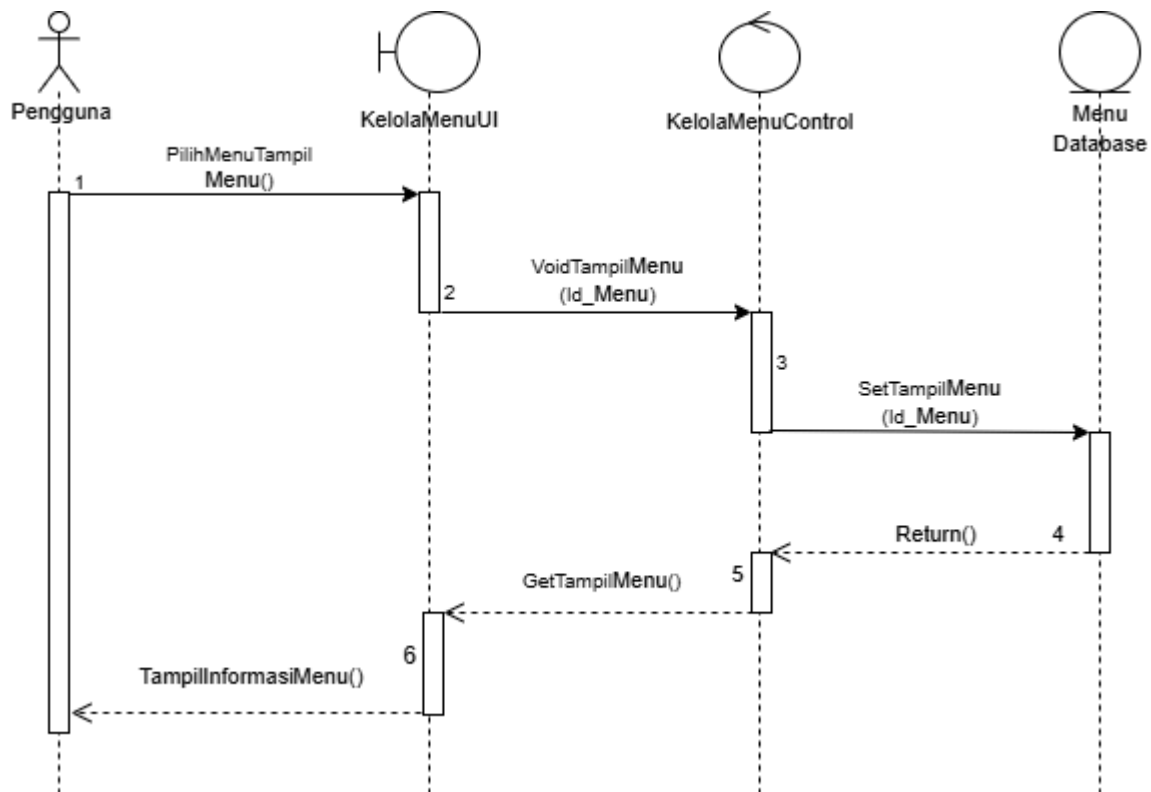 Pengguna
KelolaMenuUI
KelolaMenuControl
Menu
Database
PilihMenuTampil
Menu()
1
VoidTampilMenu
(Id_Menu)
2
3
SetTampilMenu
(Id_Menu)
Return()
4
GetTampilMenu()
5
6
TampilInformasiMenu()